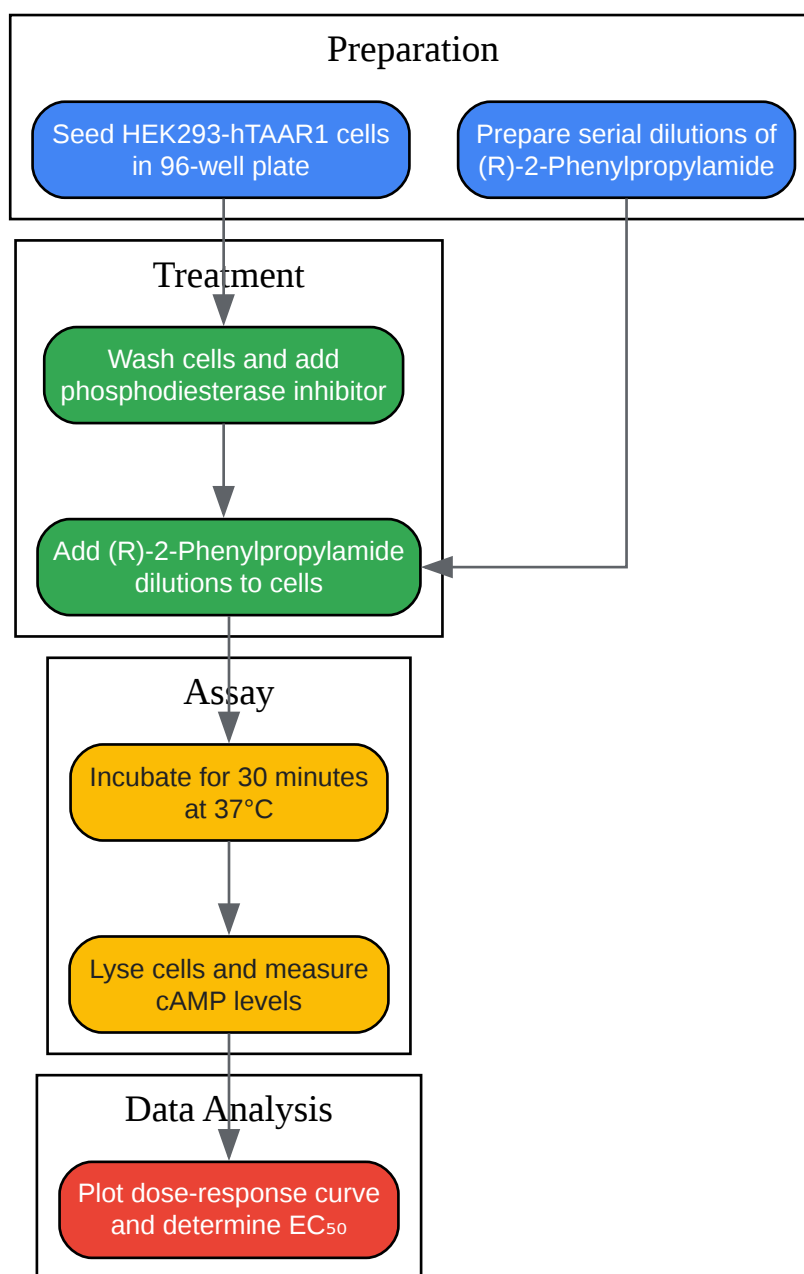 Preparation
Seed HEK293-hTAAR1 cells
in 96-well plate
Prepare serial dilutions of
(R)-2-Phenylpropylamide
Treatment
Wash cells and add
phosphodiesterase inhibitor
Add (R)-2-Phenylpropylamide
dilutions to cells
Assay
Incubate for 30 minutes
at 37°C
Lyse cells and measure
cAMP levels
Data Analysis
Plot dose-response curve
and determine EC₅₀